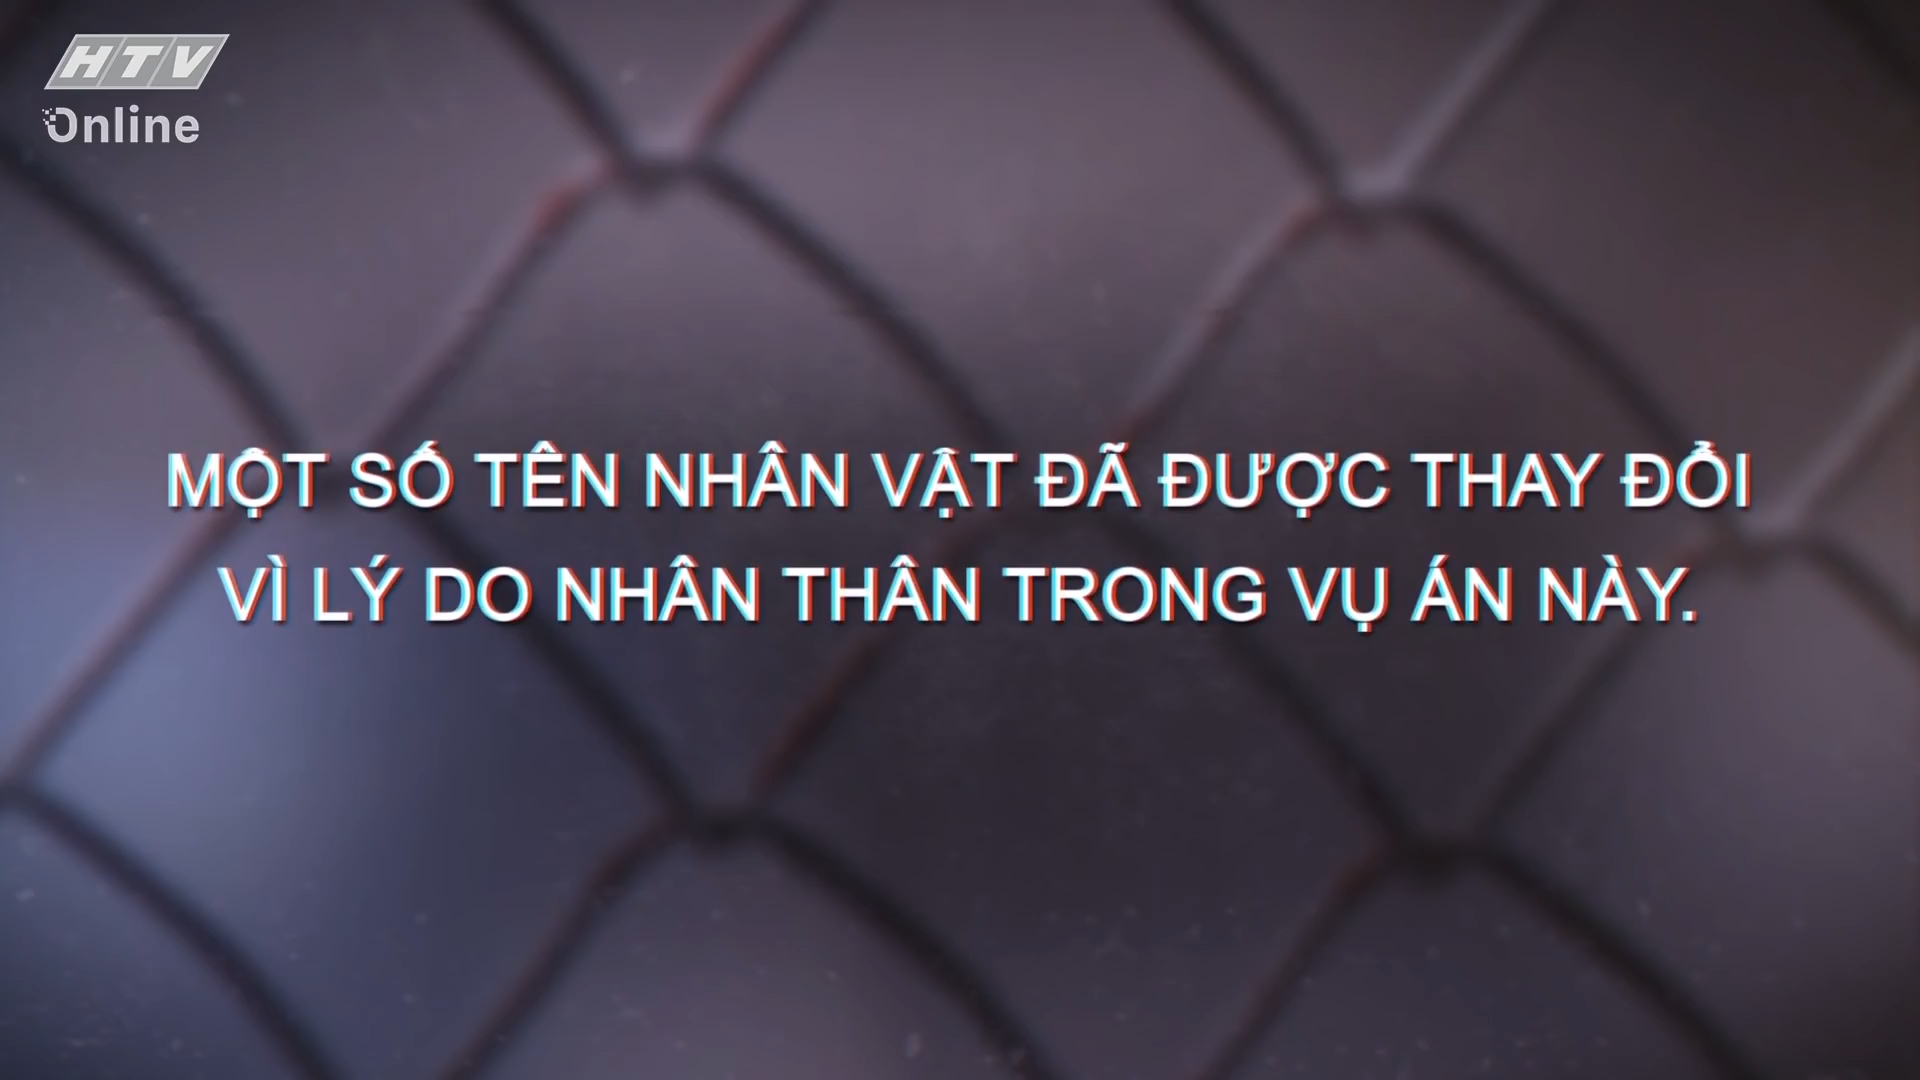 HTV
Online
MỘT SỐ TÊN NHÂN VẬT ĐÃ ĐƯỢC THAY ĐỔI
VÌ LÝ DO NHÂN THÂN TRONG VỤ ÁN NÀY.